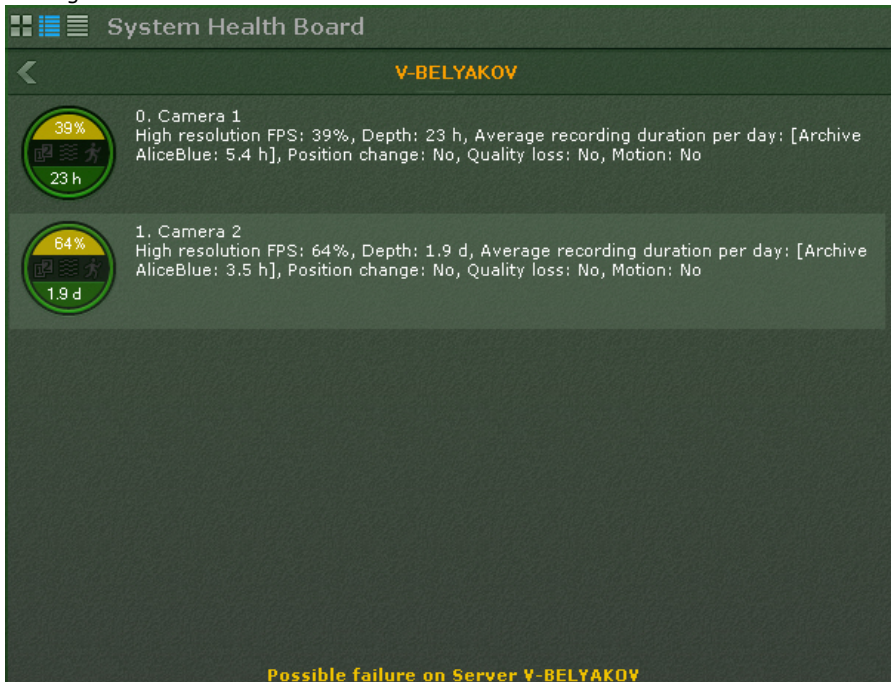 System Health Board
V-BELYAKOV
39%
23 h
0. Camera 1
High resolution FPS: 39%, Depth: 23 h, Average recording duration per day: [Archive
AliceBlue: 5.4 h], Position change: No, Quality loss: No, Motion: No
64%
1.9 d
1. Camera 2
High resolution FPS: 64%, Depth: 1.9 d, Average recording duration per day: [Archive
AliceBlue: 3.5 h], Position change: No, Quality loss: No, Motion: No
Possible failure on Server V-BELYAKOV